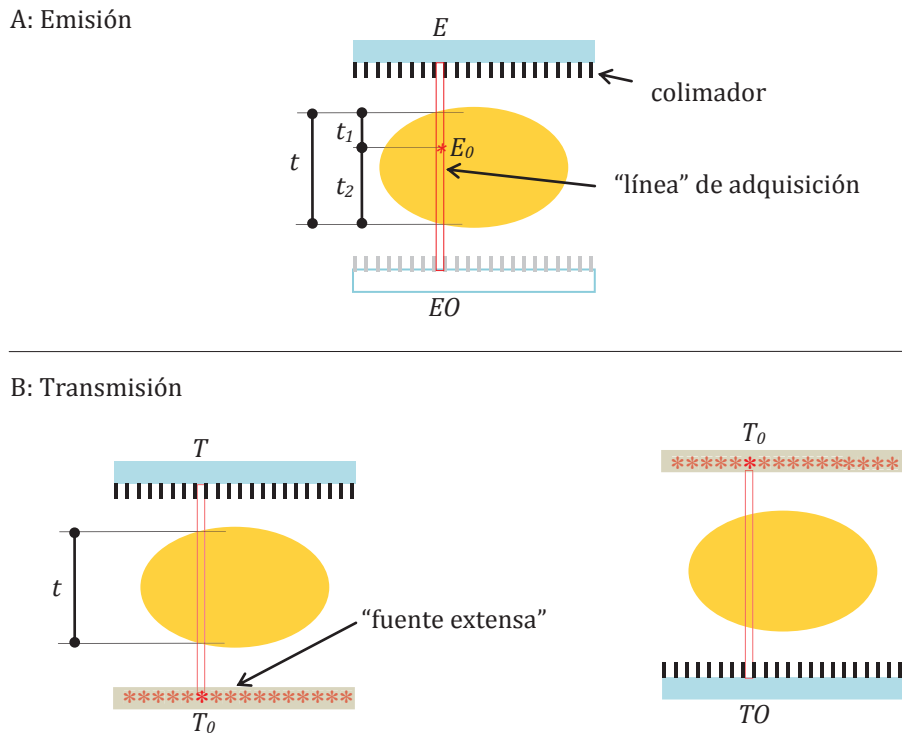 A: Emisión
E
colimador
t₁
t
E₀
t₂
“línea” de adquisición
EO
B: Transmisión
T
T₀
t
“fuente extensa”
T₀
TO